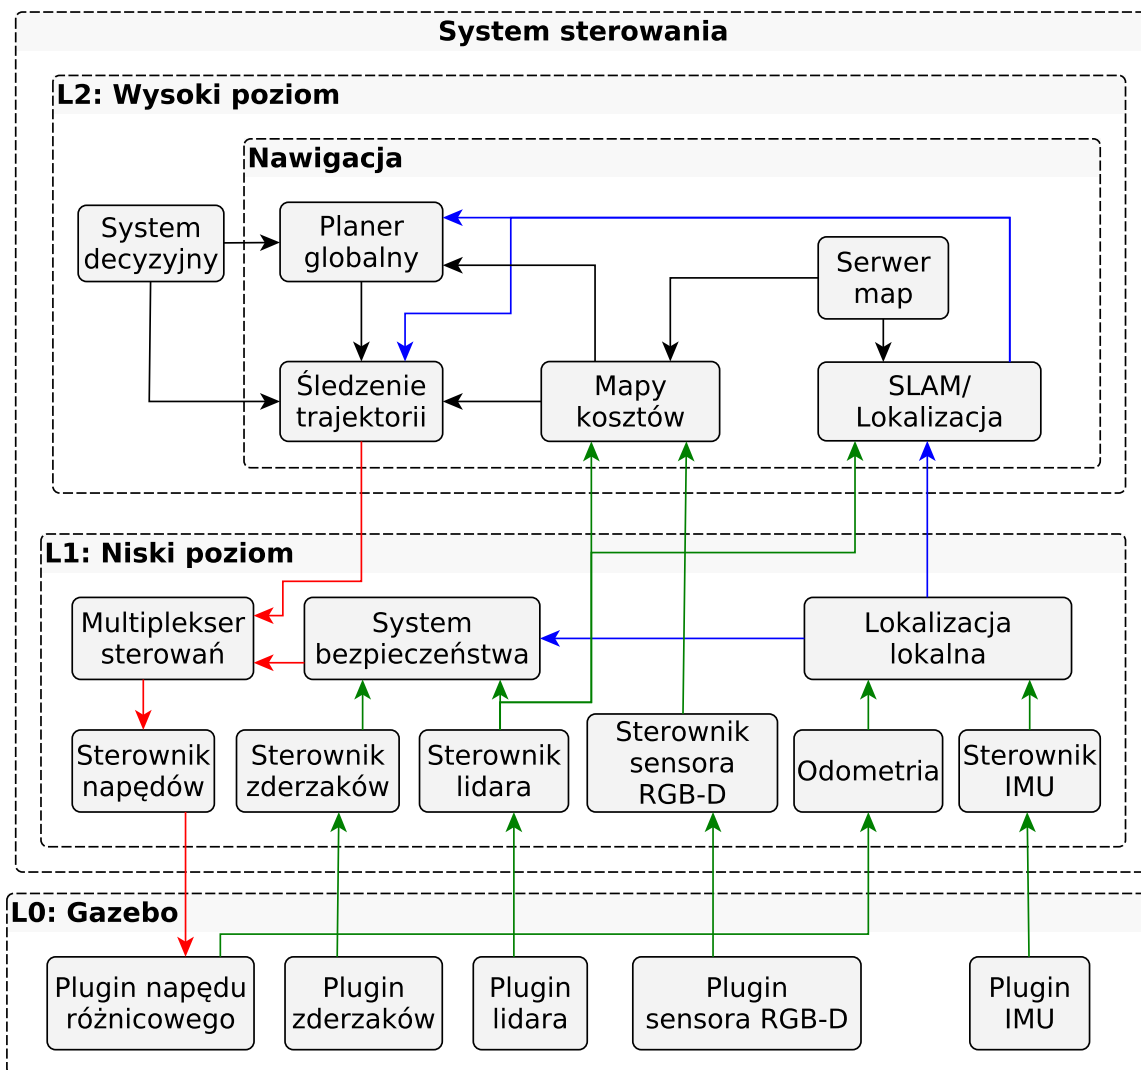 System sterowania
L2: Wysoki poziom
Nawigacja
System
decyzyjny
Planer
globalny
Serwer
map
Śledzenie
trajektorii
Mapy
kosztów
SLAM/
Lokalizacja
L1: Niski poziom
Multiplekser
sterowań
System
bezpieczeństwa
Lokalizacja
lokalna
Sterownik
napędów
Sterownik
zderzaków
Sterownik
lidara
Sterownik
sensora
RGB-D
Odometria
Sterownik
IMU
L0: Gazebo
Plugin napędu
różnicowego
Plugin
zderzaków
Plugin
lidara
Plugin
sensora RGB-D
Plugin
IMU